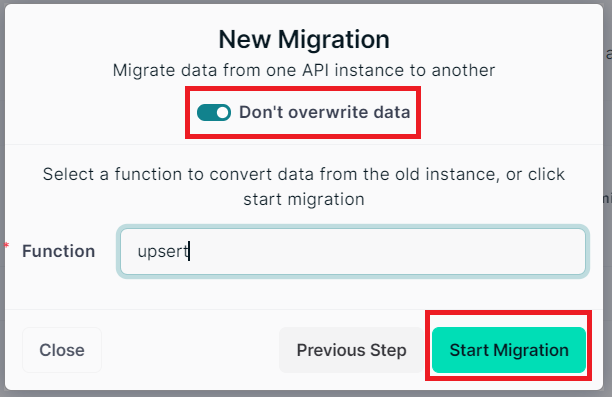 New Migration
Migrate data from one API instance to another
Don't overwrite data
Select a function to convert data from the old instance, or click
start migration
* Function
upsert
Close
Previous Step
Start Migration